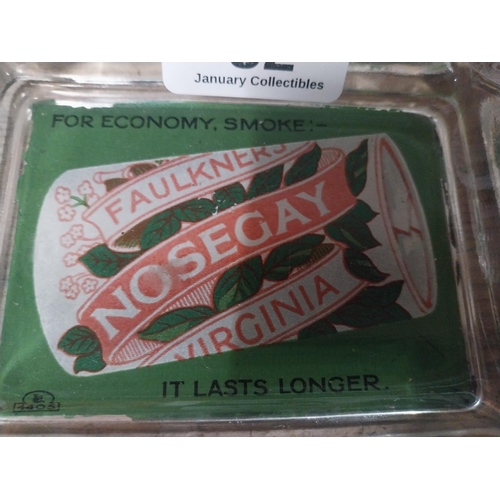 January Collectibles
FOR ECONOMY, SMOKE:-
FAULKNER'S
NOSEGAY
VIRGINIA
IT LASTS LONGER.